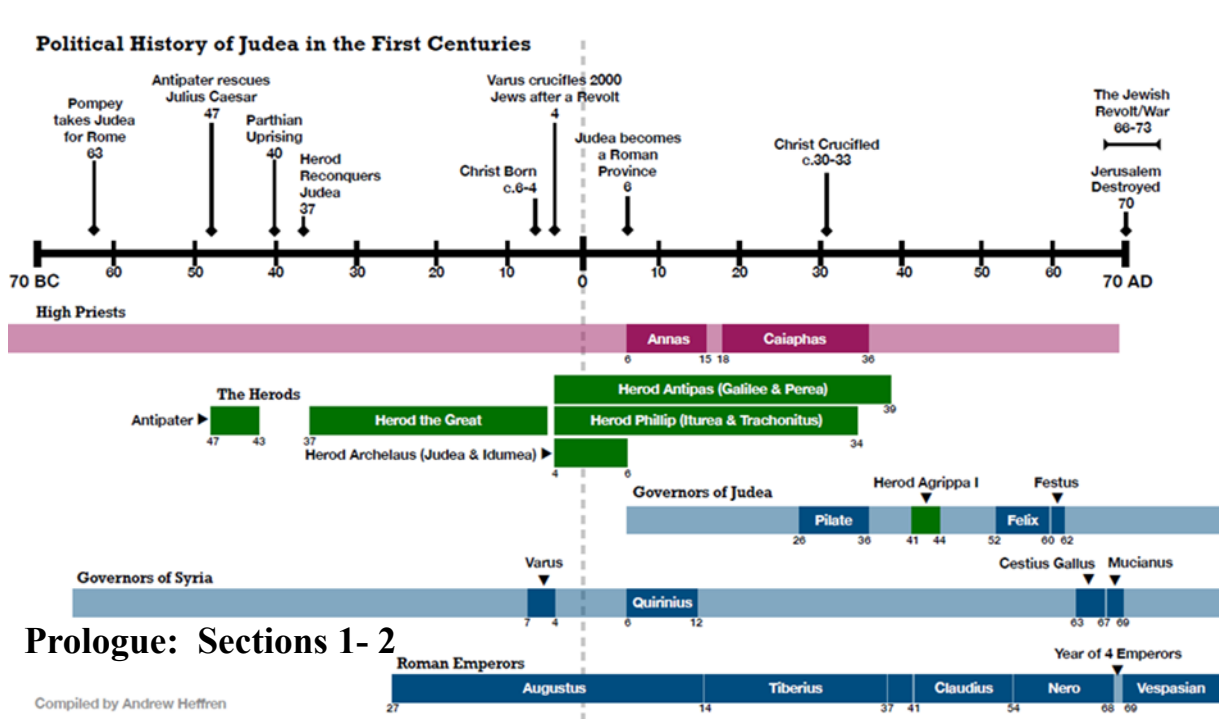 Political History of Judea in the First Centuries
Pompey
takes Judea
for Rome
63
Antipater rescues
Julius Caesar
47
Parthian
Uprising
40
Herod
Reconquers
Judea
37
Christ Born
c.6-4
Varus crucifies 2000
Jews after a Revolt
4
Judea becomes
a Roman
Province
6
Christ Crucified
c.30-33
The Jewish
Revolt/War
66-73
Jerusalem
Destroyed
70
70 BC 60 50 40 30 20 10 0 10 20 30 40 50 60 70 AD
High Priests
Annas Caiaphas
6 15 18 36
The Herods
Herod Antipas (Galilee & Perea)
39
Antipater Herod the Great Herod Phillip (Iturea & Trachonitus)
47 43 37 34
Herod Archelaus (Judea & Idumea)
4 6
Governors of Judea
Herod Agrippa I Festus
Pilate Felix
26 36 41 44 52 60 62
Governors of Syria
Varus Cestius Gallus Mucianus
Quirinius
7 4 6 12 63 67 69
Prologue: Sections 1- 2
Roman Emperors
Year of 4 Emperors
Augustus Tiberius Claudius Nero Vespasian
27 14 37 41 54 68 69
Compiled by Andrew Heffren